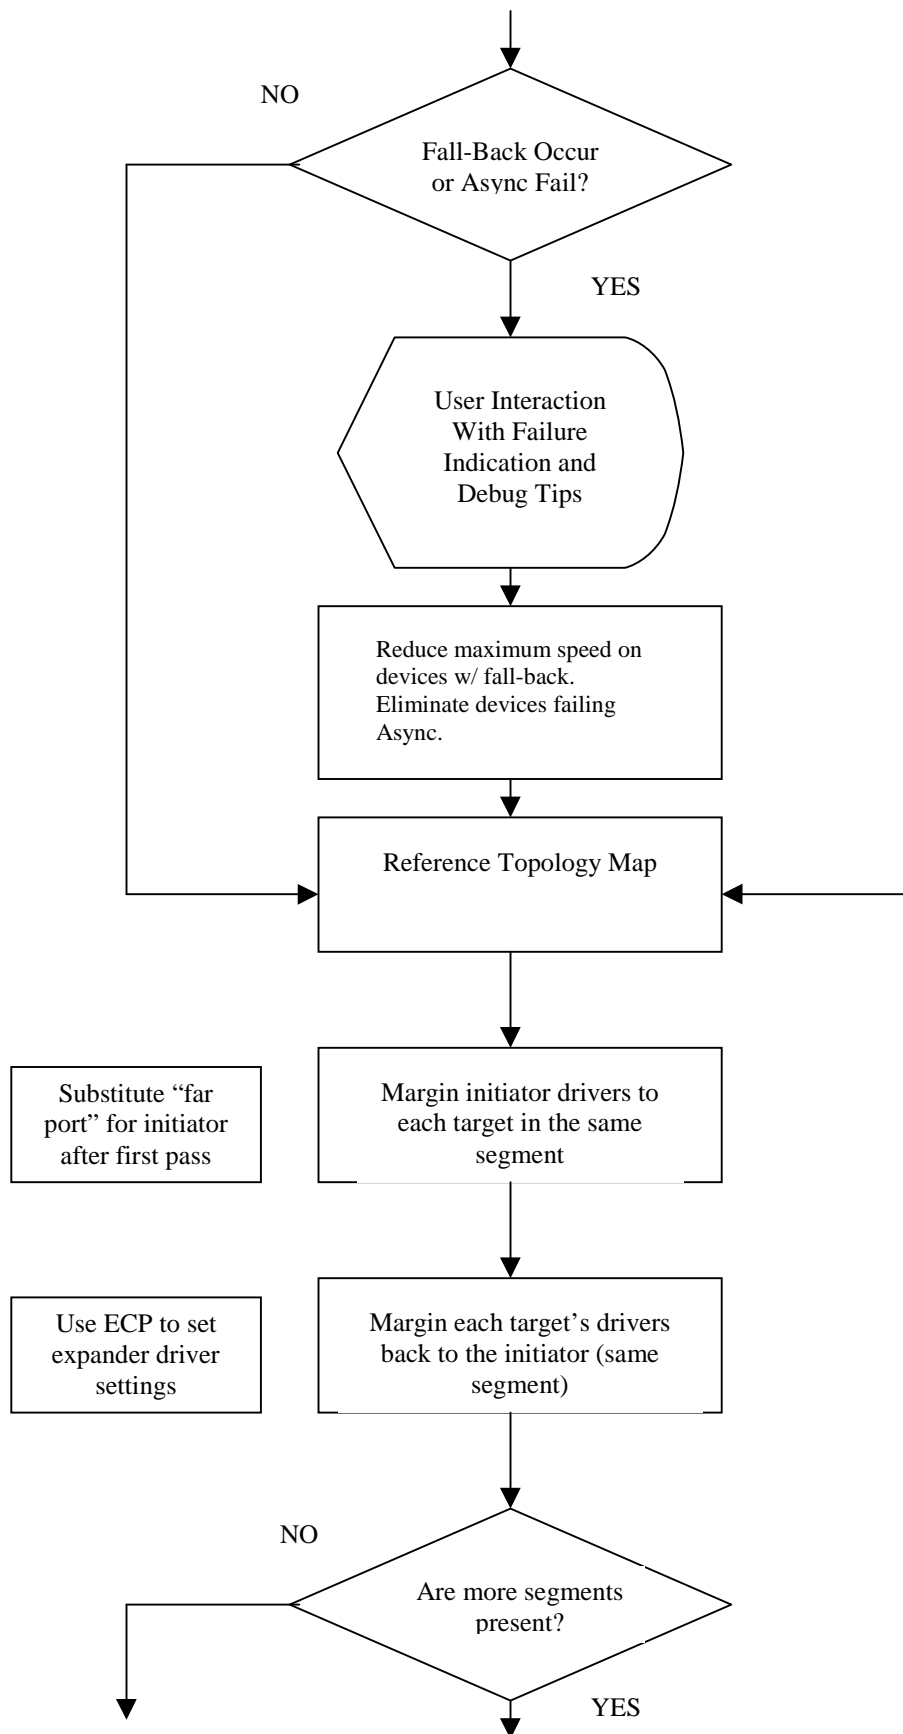 NO
Fall-Back Occur
or Async Fail?
YES
User Interaction
With Failure
Indication and
Debug Tips
Reduce maximum speed on
devices w/ fall-back.
Eliminate devices failing
Async.
Reference Topology Map
Substitute “far
port” for initiator
after first pass
Margin initiator drivers to
each target in the same
segment
Use ECP to set
expander driver
settings
Margin each target’s drivers
back to the initiator (same
segment)
NO
Are more segments
present?
YES